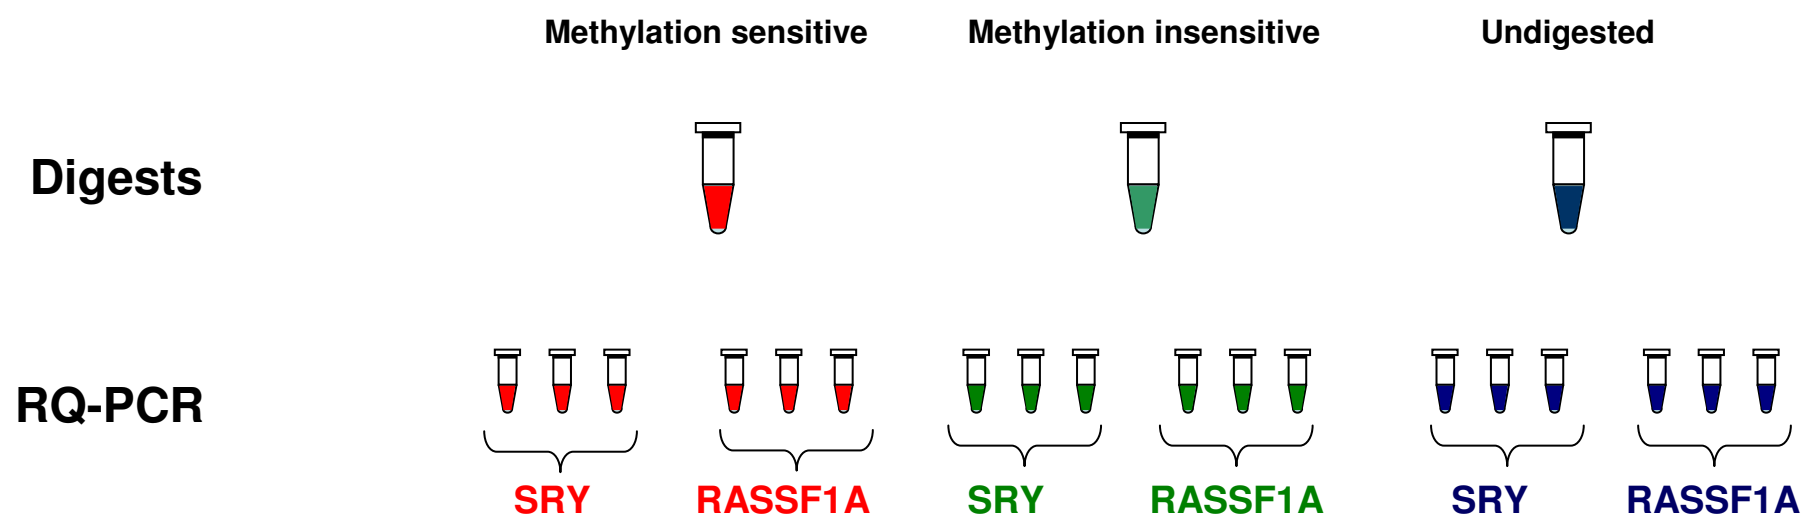 Methylation sensitive Methylation insensitive Undigested
Digests
RQ-PCR
SRY RASSF1A SRY RASSF1A SRY RASSF1A